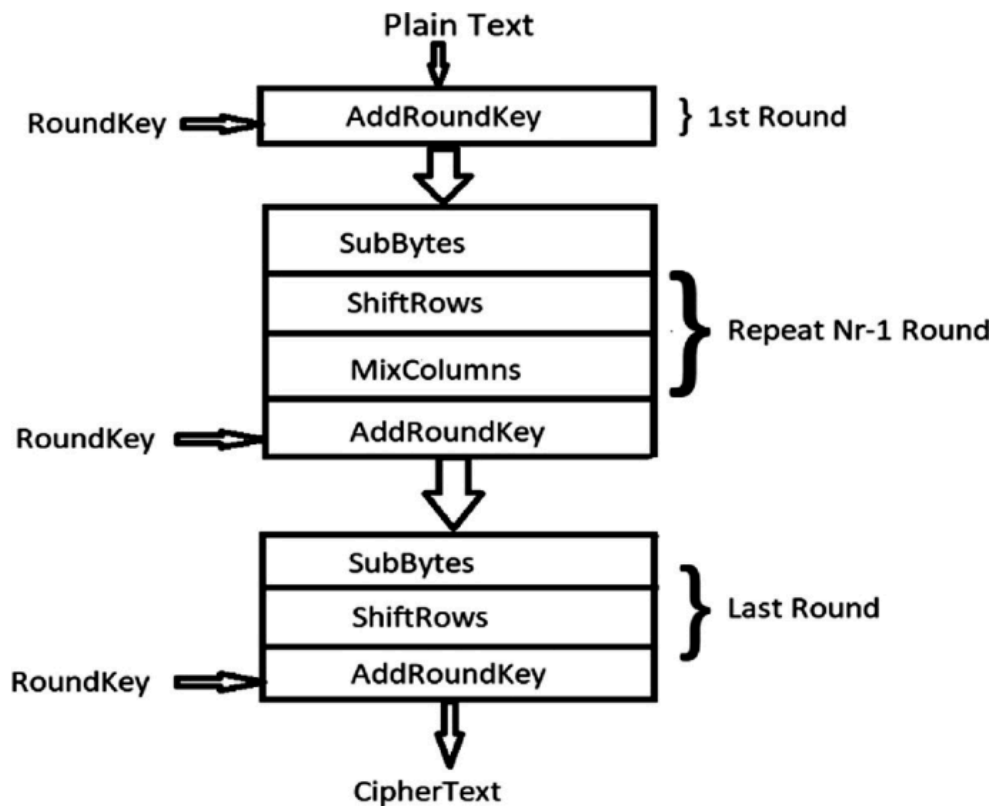 Plain Text
RoundKey
AddRoundKey
1st Round
SubBytes
ShiftRows
MixColumns
Repeat Nr-1 Round
RoundKey
AddRoundKey
SubBytes
ShiftRows
Last Round
RoundKey
AddRoundKey
CipherText